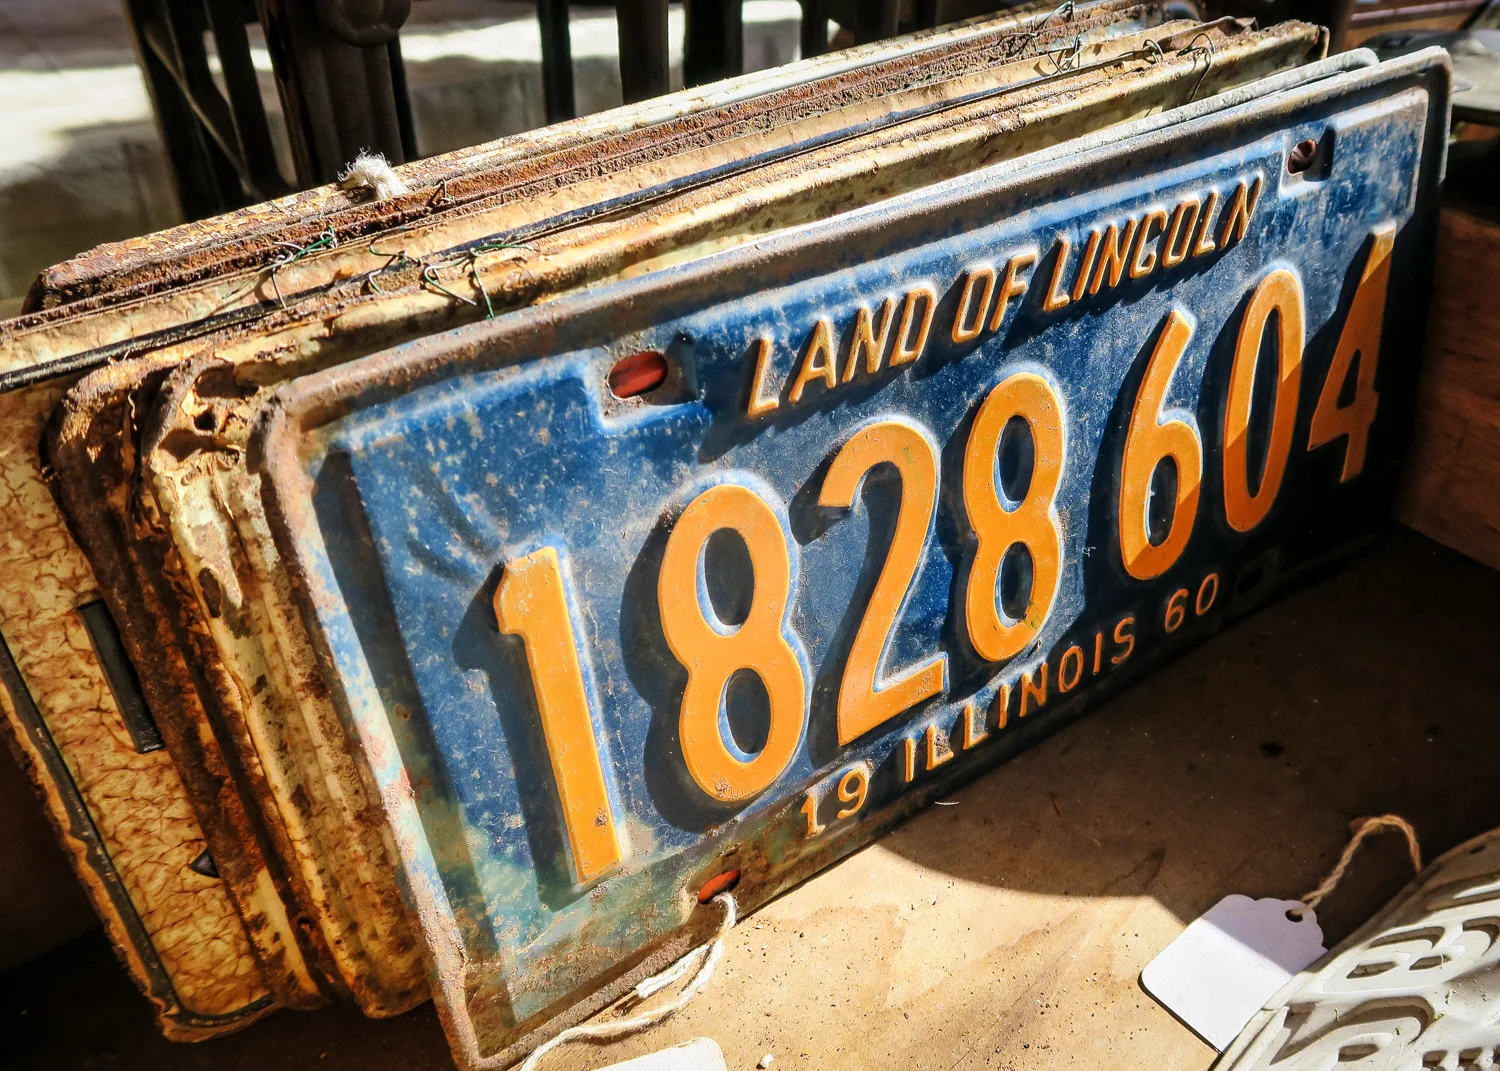 LAND OF LINCOLN
1828 604
19 ILLINOIS 60